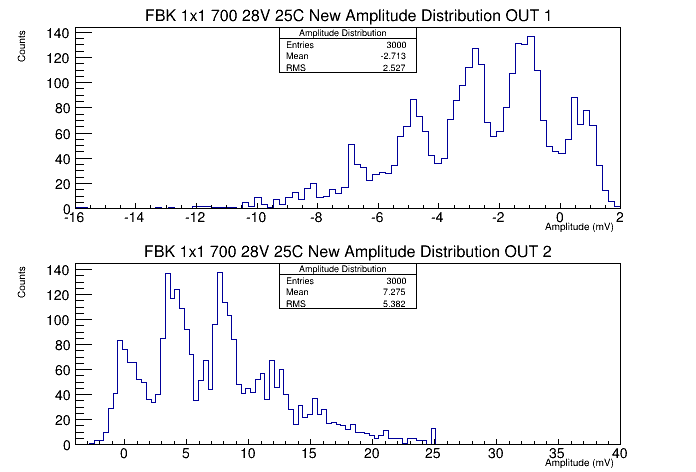 FBK 1x1 700 28V 25C New Amplitude Distribution OUT 1
Counts
Amplitude Distribution
Entries 3000
Mean -2.713
RMS 2.527
140
120
100
80
60
40
20
0
-16 -14 -12 -10 -8 -6 -4 -2 0 2
Amplitude (mV)
FBK 1x1 700 28V 25C New Amplitude Distribution OUT 2
Counts
Amplitude Distribution
Entries 3000
Mean 7.275
RMS 5.382
140
120
100
80
60
40
20
0
0 5 10 15 20 25 30 35 40
Amplitude (mV)